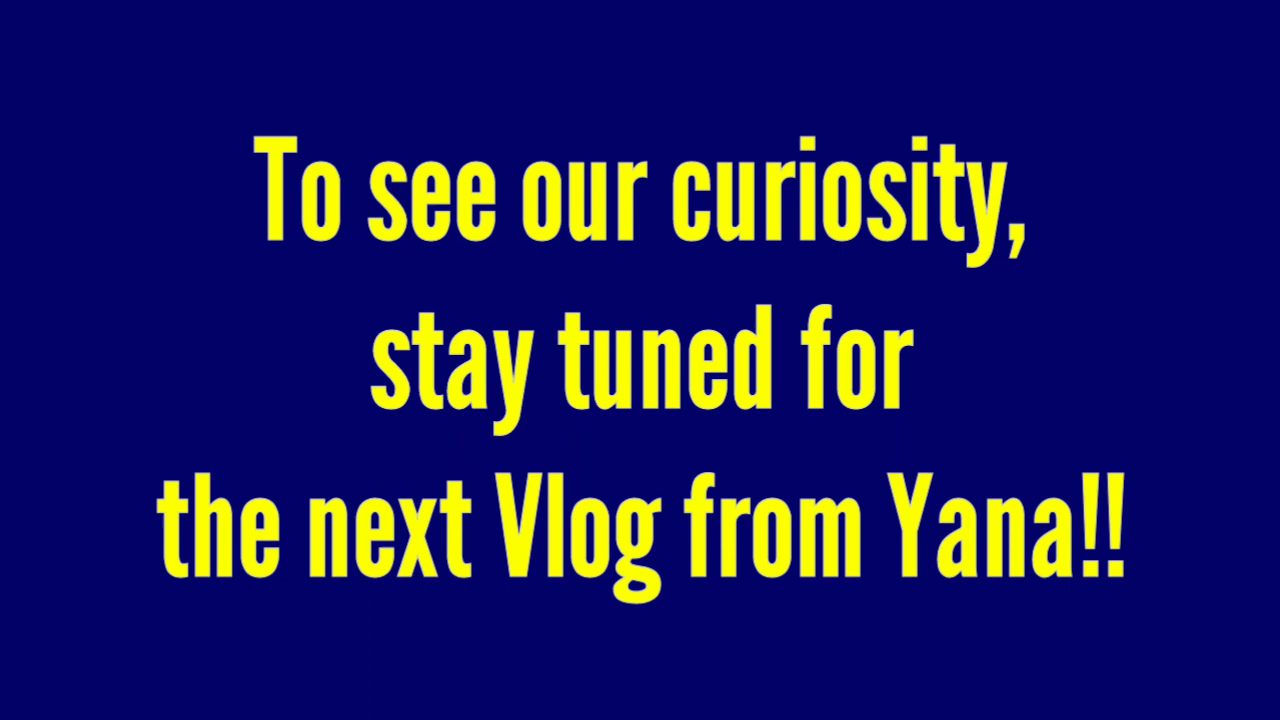 To see our curiosity,
stay tuned for
the next Vlog from Yana!!